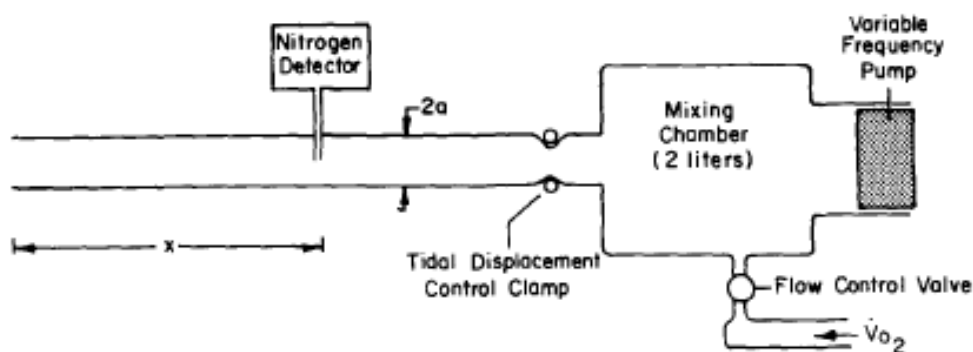 Nitrogen
Detector
2a
Variable
Frequency
Pump
Mixing
Chamber
(2 liters)
x
Tidal Displacement
Control Clamp
Flow Control Valve
V̇o₂